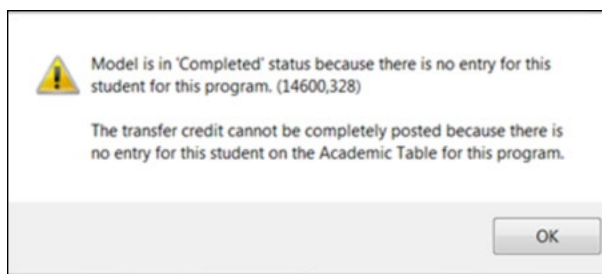 Model is in 'Completed' status because there is no entry for this
student for this program. (14600,328)
The transfer credit cannot be completely posted because there is
no entry for this student on the Academic Table for this program.
OK